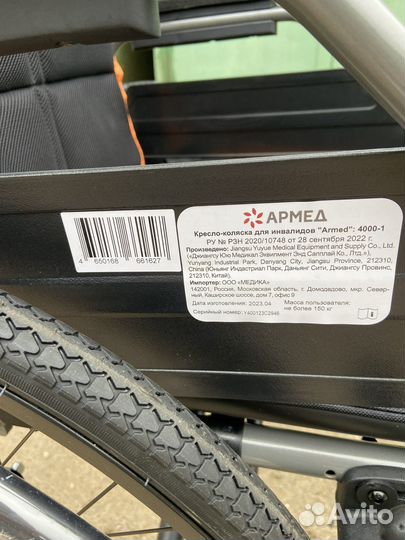 АРМЕД
Кресло-коляска для инвалидов "Armed": 4000-1
РУ № РЗН 2020/10748 от 28 сентября 2022 г.
Произведено: Jiangsu Yuyue Medical Equipment and Supply Co., Ltd.
(«Джиангсу Юю Медикал Эквипмент Энд Сапплай Ко., Лтд.»),
Yunyang Industrial Park, Danyang City, Jiangsu Province, 212310,
China (Юньянг Индастриал Парк, Даньянг Сити, Джиангсу Провинс,
212310, Китай).
Импортер: ООО «МЕДИКА»
142001, Россия, Московская область, г. Домодедово, мкр. Север-
ный, Каширское шоссе, дом 7, офис 9
Дата изготовления: 2023.04
Масса пользователя:
не более 150 кг
Серийный номер: Y400123C2946
4 650168 661627
Avito